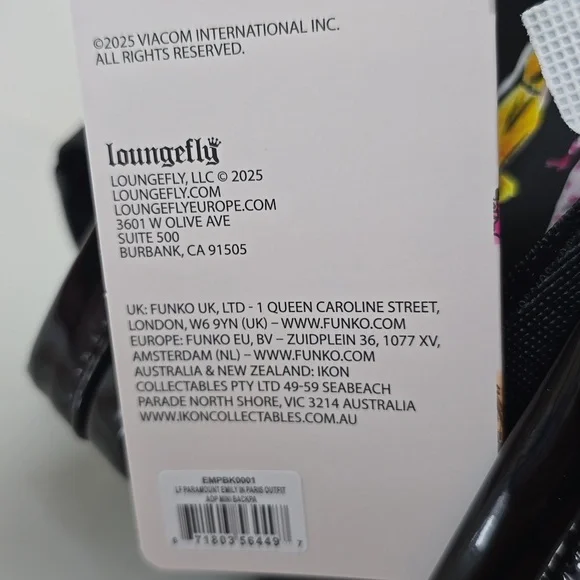 ©2025 VIACOM INTERNATIONAL INC.
ALL RIGHTS RESERVED.
loungefly
LOUNGEFLY, LLC © 2025
LOUNGEFLY.COM
LOUNGEFLYEUROPE.COM
3601 W OLIVE AVE
SUITE 500
BURBANK, CA 91505
UK: FUNKO UK, LTD - 1 QUEEN CAROLINE STREET,
LONDON, W6 9YN (UK) – WWW.FUNKO.COM
EUROPE: FUNKO EU, BV – ZUIDPLEIN 36, 1077 XV,
AMSTERDAM (NL) – WWW.FUNKO.COM
AUSTRALIA & NEW ZEALAND: IKON
COLLECTABLES PTY LTD 49-59 SEABEACH
PARADE NORTH SHORE, VIC 3214 AUSTRALIA
WWW.IKONCOLLECTABLES.COM.AU
EMPBK0001
LF PARAMOUNT EMILY IN PARIS OUTFIT
AOP MINI BACKPA
71803 56449 7